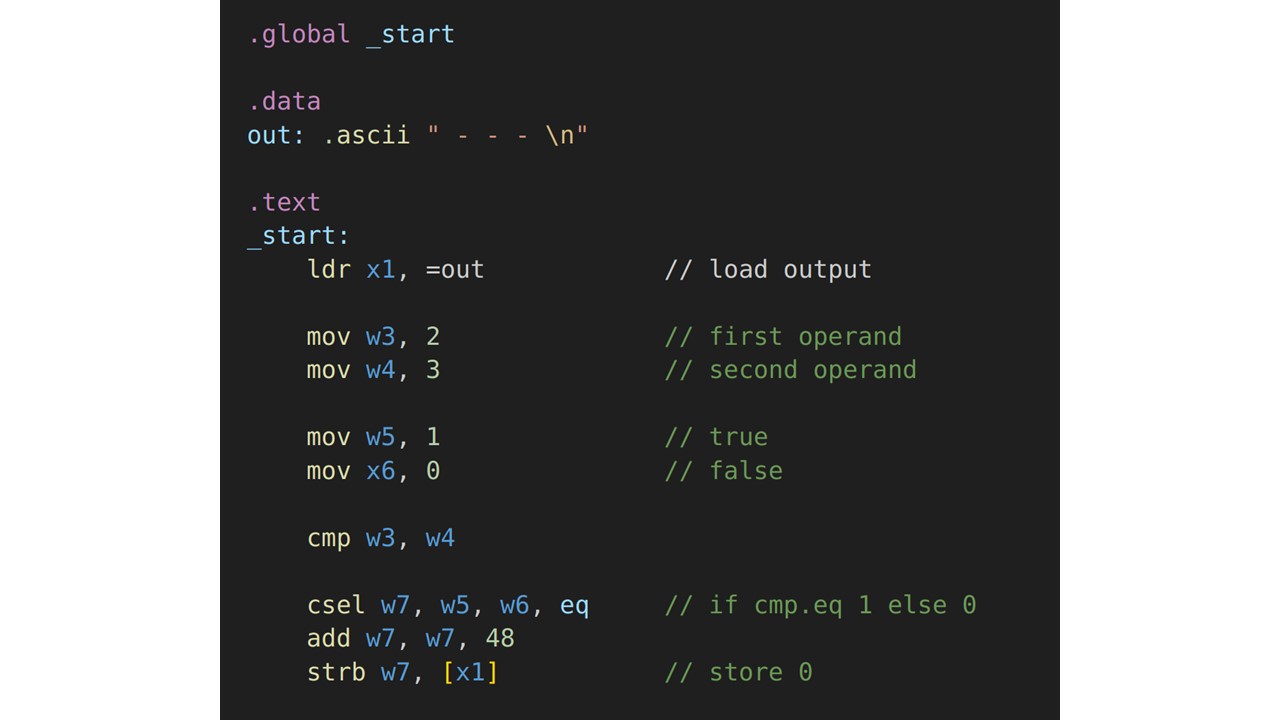 .global _start
.data
out: .ascii " - - - \n"
.text
_start:
    ldr x1, =out            // load output
    mov w3, 2               // first operand
    mov w4, 3               // second operand
    mov w5, 1               // true
    mov x6, 0               // false
    cmp w3, w4
    csel w7, w5, w6, eq     // if cmp.eq 1 else 0
    add w7, w7, 48
    strb w7, [x1]           // store 0